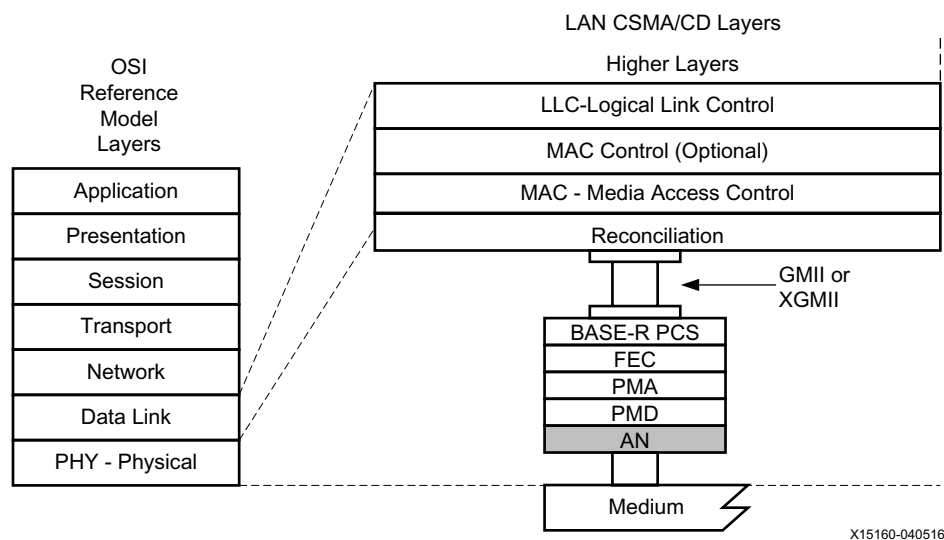 LAN CSMA/CD Layers
OSI
Reference
Model
Layers
Higher Layers
LLC-Logical Link Control
MAC Control (Optional)
MAC - Media Access Control
Reconciliation
Application
Presentation
Session
Transport
Network
Data Link
PHY - Physical
GMII or
XGMII
BASE-R PCS
FEC
PMA
PMD
AN
Medium
X15160-040516